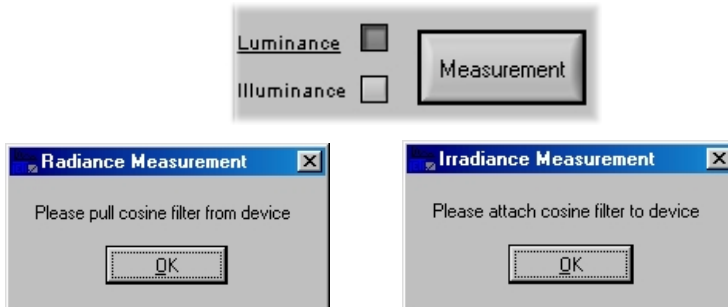 Luminance
Illuminance
Measurement
Radiance Measurement
Please pull cosine filter from device
OK
Irradiance Measurement
Please attach cosine filter to device
OK